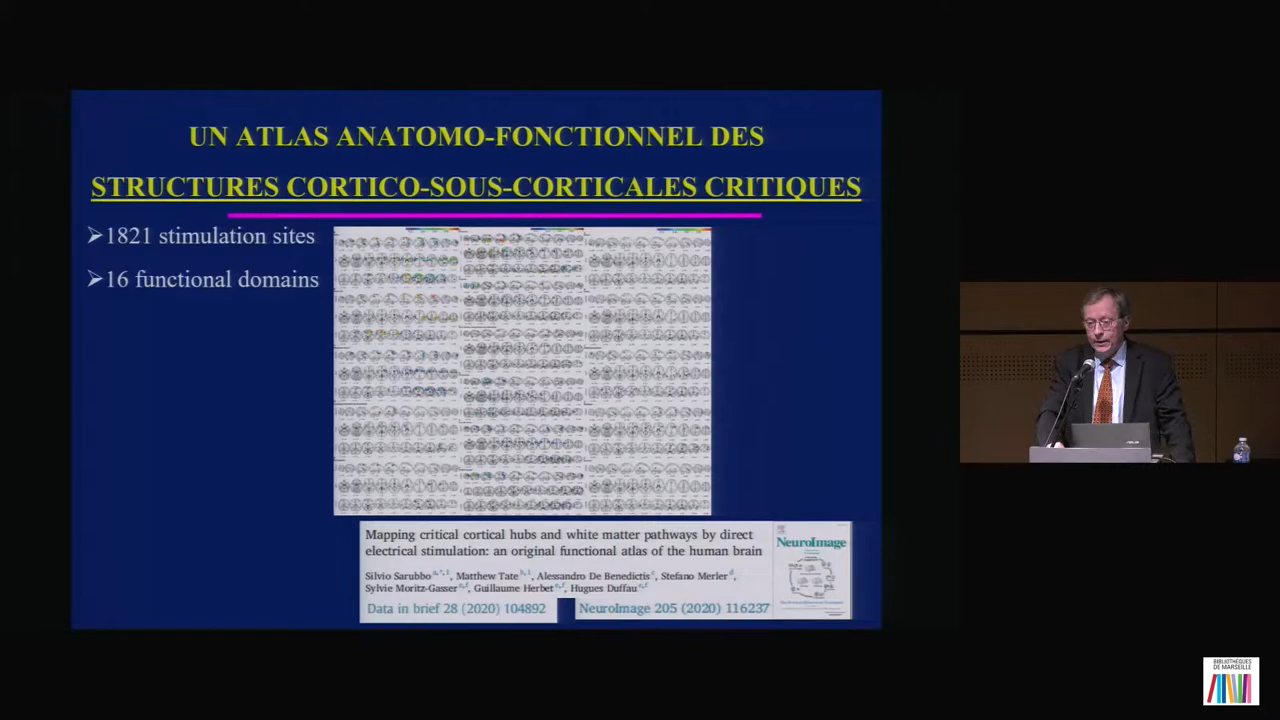 UN ATLAS ANATOMO-FONCTIONNEL DES
STRUCTURES CORTICO-SOUS-CORTICALES CRITIQUES
➢1821 stimulation sites
➢16 functional domains
Mapping critical cortical hubs and white matter pathways by direct
electrical stimulation: an original functional atlas of the human brain
Silvio Sarubbo, Matthew Tate, Alessandro De Benedictis, Stefano Merler,
Sylvie Moritz-Gasser, Guillaume Herbet, Hugues Duffau
Data in brief 28 (2020) 104892
NeuroImage 205 (2020) 116237
NeuroImage
ASUS
BIBLIOTHÈQUES
DE MARSEILLE